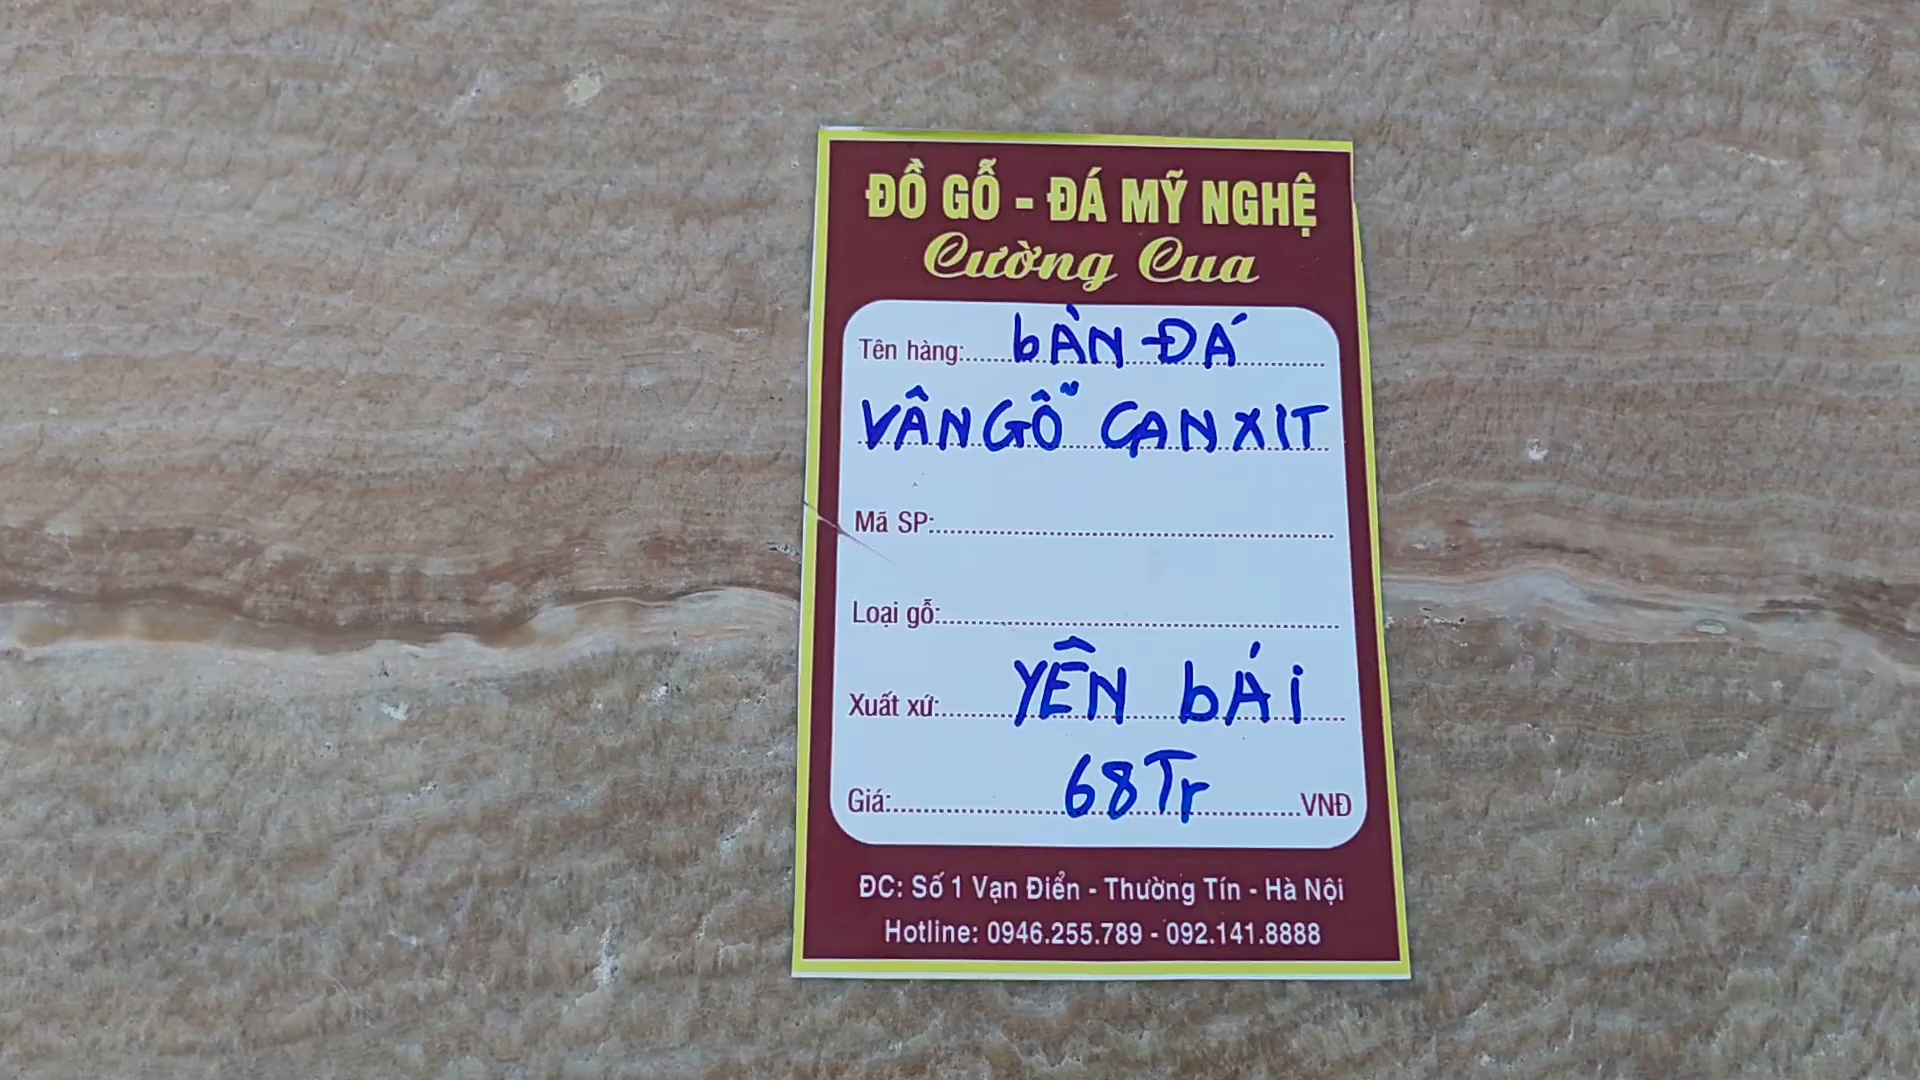 ĐỒ GỖ - ĐÁ MỸ NGHỆ
Cường Cua
Tên hàng: bÀN ĐÁ
VÂN GỖ CANXIT
Mã SP:
Loại gỗ:
Xuất xứ: YÊN bÁi
Giá: 68Tr VNĐ
ĐC: Số 1 Vạn Điển - Thường Tín - Hà Nội
Hotline: 0946.255.789 - 092.141.8888